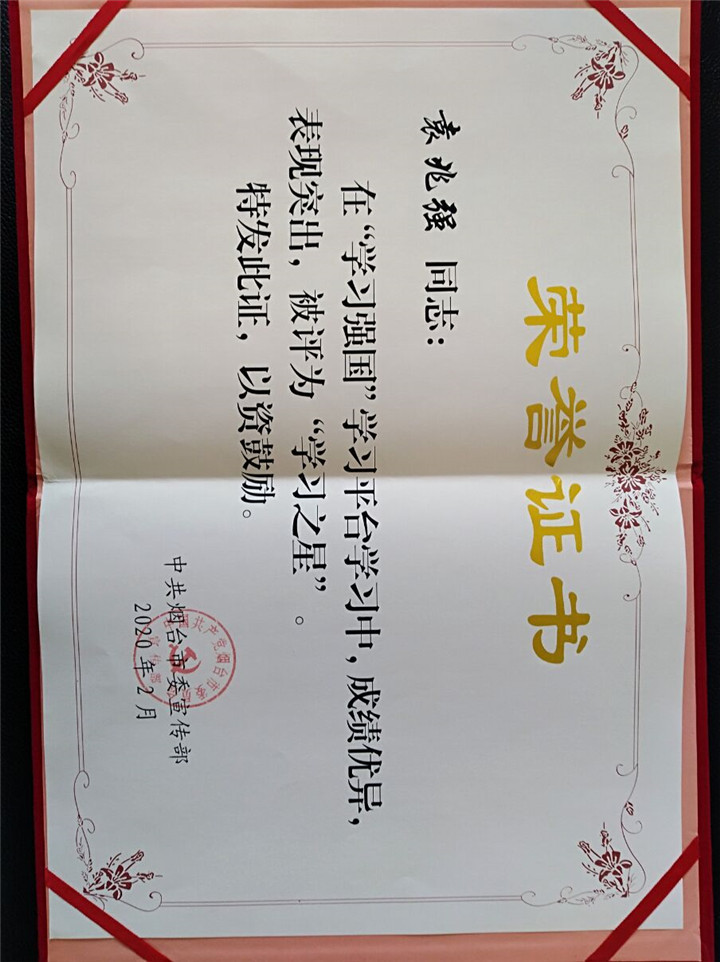 荣誉证书
袁兆强 同志：
在“学习强国”学习平台学习中，成绩优异，
表现突出，被评为“学习之星”。
特发此证，以资鼓励。
中共烟台市委宣传部
2020年2月